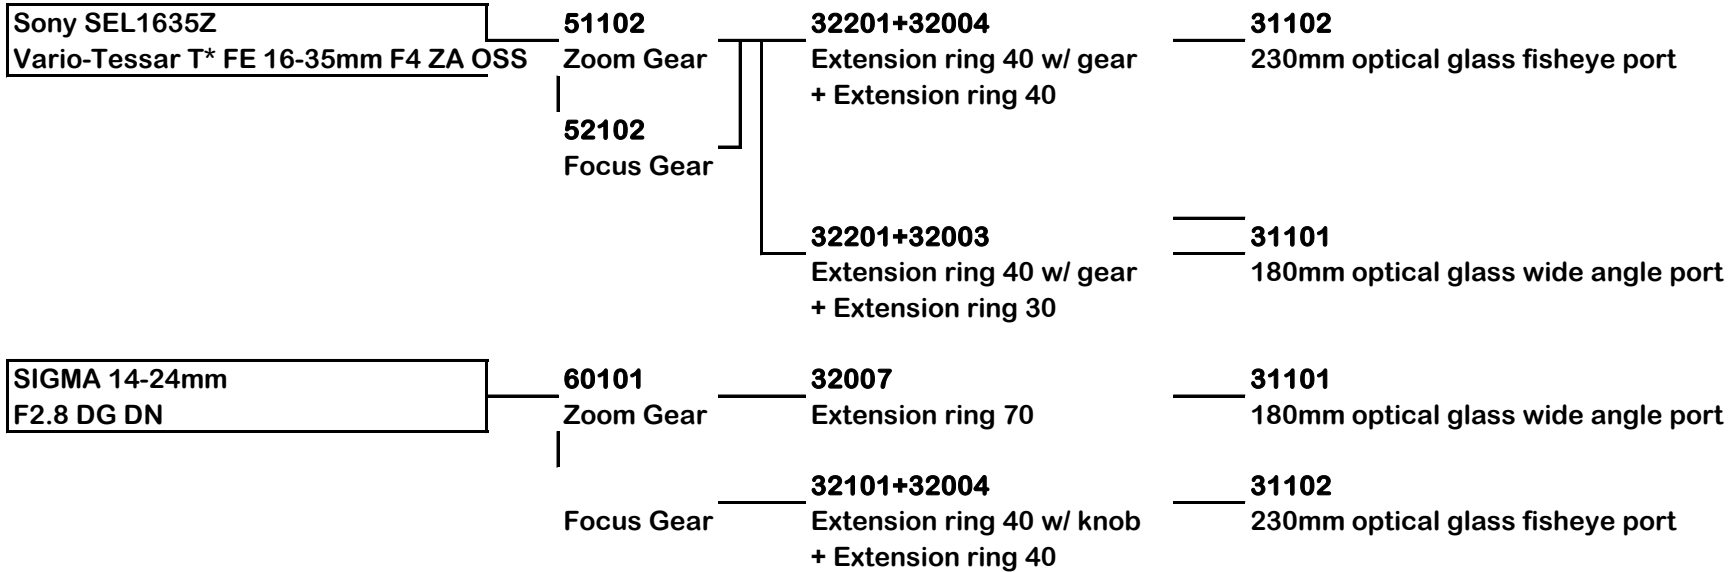 Sony SEL1635Z
Vario-Tessar T* FE 16-35mm F4 ZA OSS
51102
Zoom Gear
52102
Focus Gear
32201+32004
Extension ring 40 w/ gear
+ Extension ring 40
31102
230mm optical glass fisheye port
32201+32003
Extension ring 40 w/ gear
+ Extension ring 30
31101
180mm optical glass wide angle port
SIGMA 14-24mm
F2.8 DG DN
60101
Zoom Gear
32007
Extension ring 70
31101
180mm optical glass wide angle port
Focus Gear
32101+32004
Extension ring 40 w/ knob
+ Extension ring 40
31102
230mm optical glass fisheye port